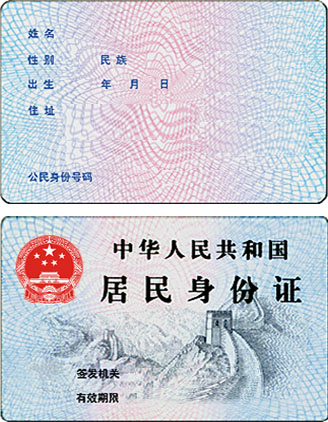 姓名
性别 民族
出生 年 月 日
住址
公民身份号码
中华人民共和国
居民身份证
签发机关
有效期限